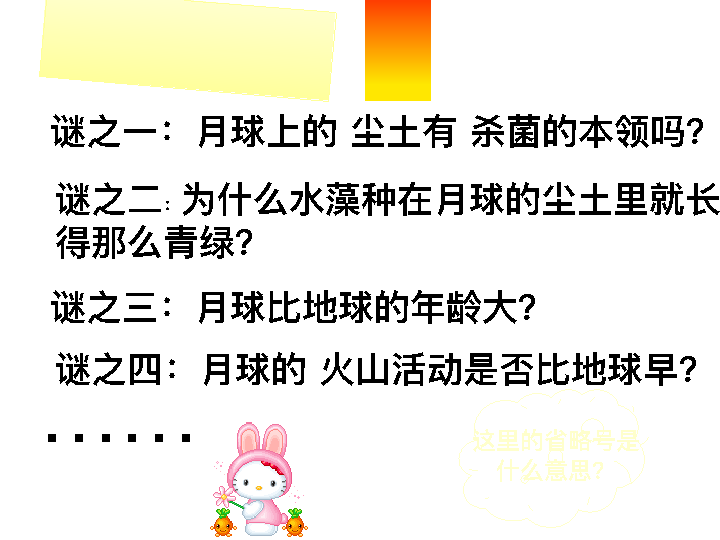 谜之一： 月球上的 尘土有 杀菌的本领吗?
谜之二：为什么水藻种在月球的尘土里就长
得那么青绿?
谜之三： 月球比地球的年龄大?
谜之四： 月球的 火山活动是否比地球早?
······
这里的省略号是
什么意思?